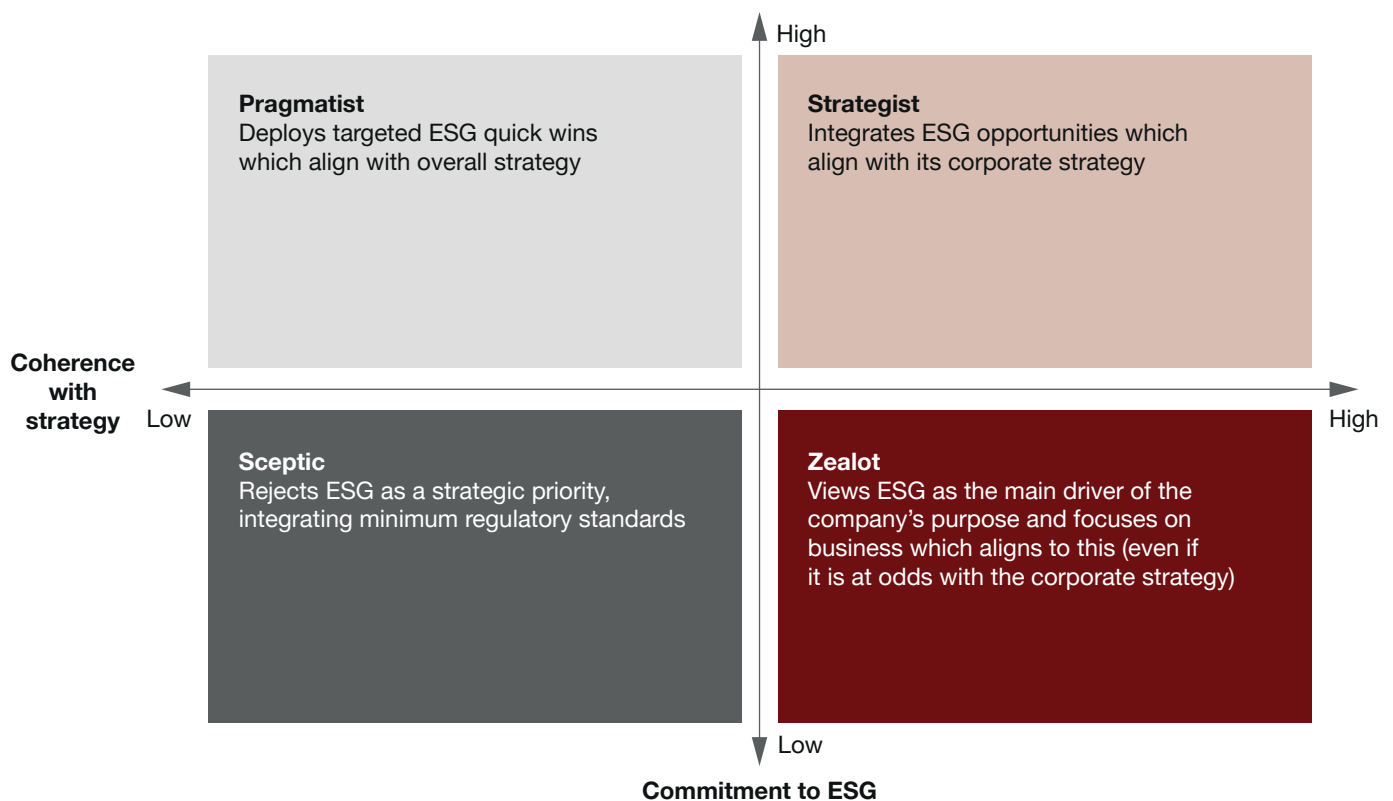 High
Pragmatist
Deploys targeted ESG quick wins
which align with overall strategy
Strategist
Integrates ESG opportunities which
align with its corporate strategy
Coherence
with
strategy
Low
High
Sceptic
Rejects ESG as a strategic priority,
integrating minimum regulatory standards
Zealot
Views ESG as the main driver of the
company’s purpose and focuses on
business which aligns to this (even if
it is at odds with the corporate strategy)
Low
Commitment to ESG